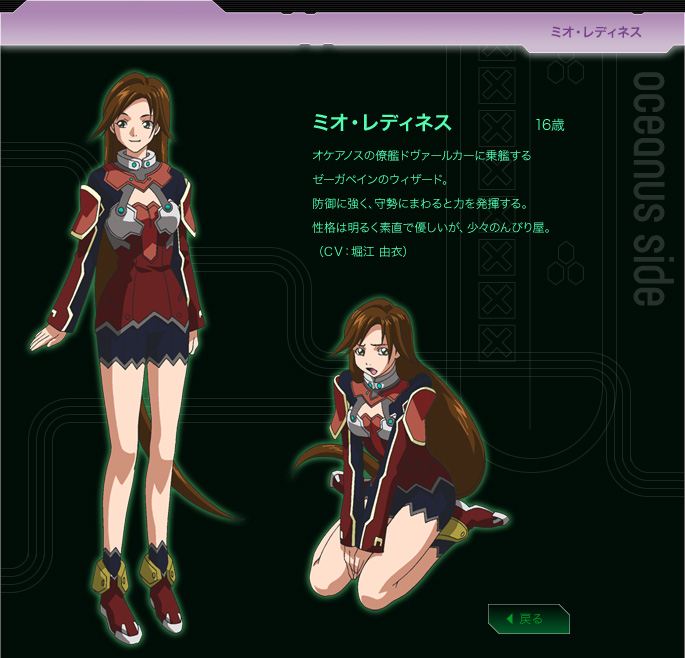 ミオ・レディネス
ミオ・レディネス 16歳
オケアノスの僚艦ドヴァールカーに乗艦する
ゼーガペインのウィザード。
防御に強く、守勢にまわると力を発揮する。
性格は明るく素直で優しいが、少々のんびり屋。
（CV：堀江 由衣）
oceanus side
戻る